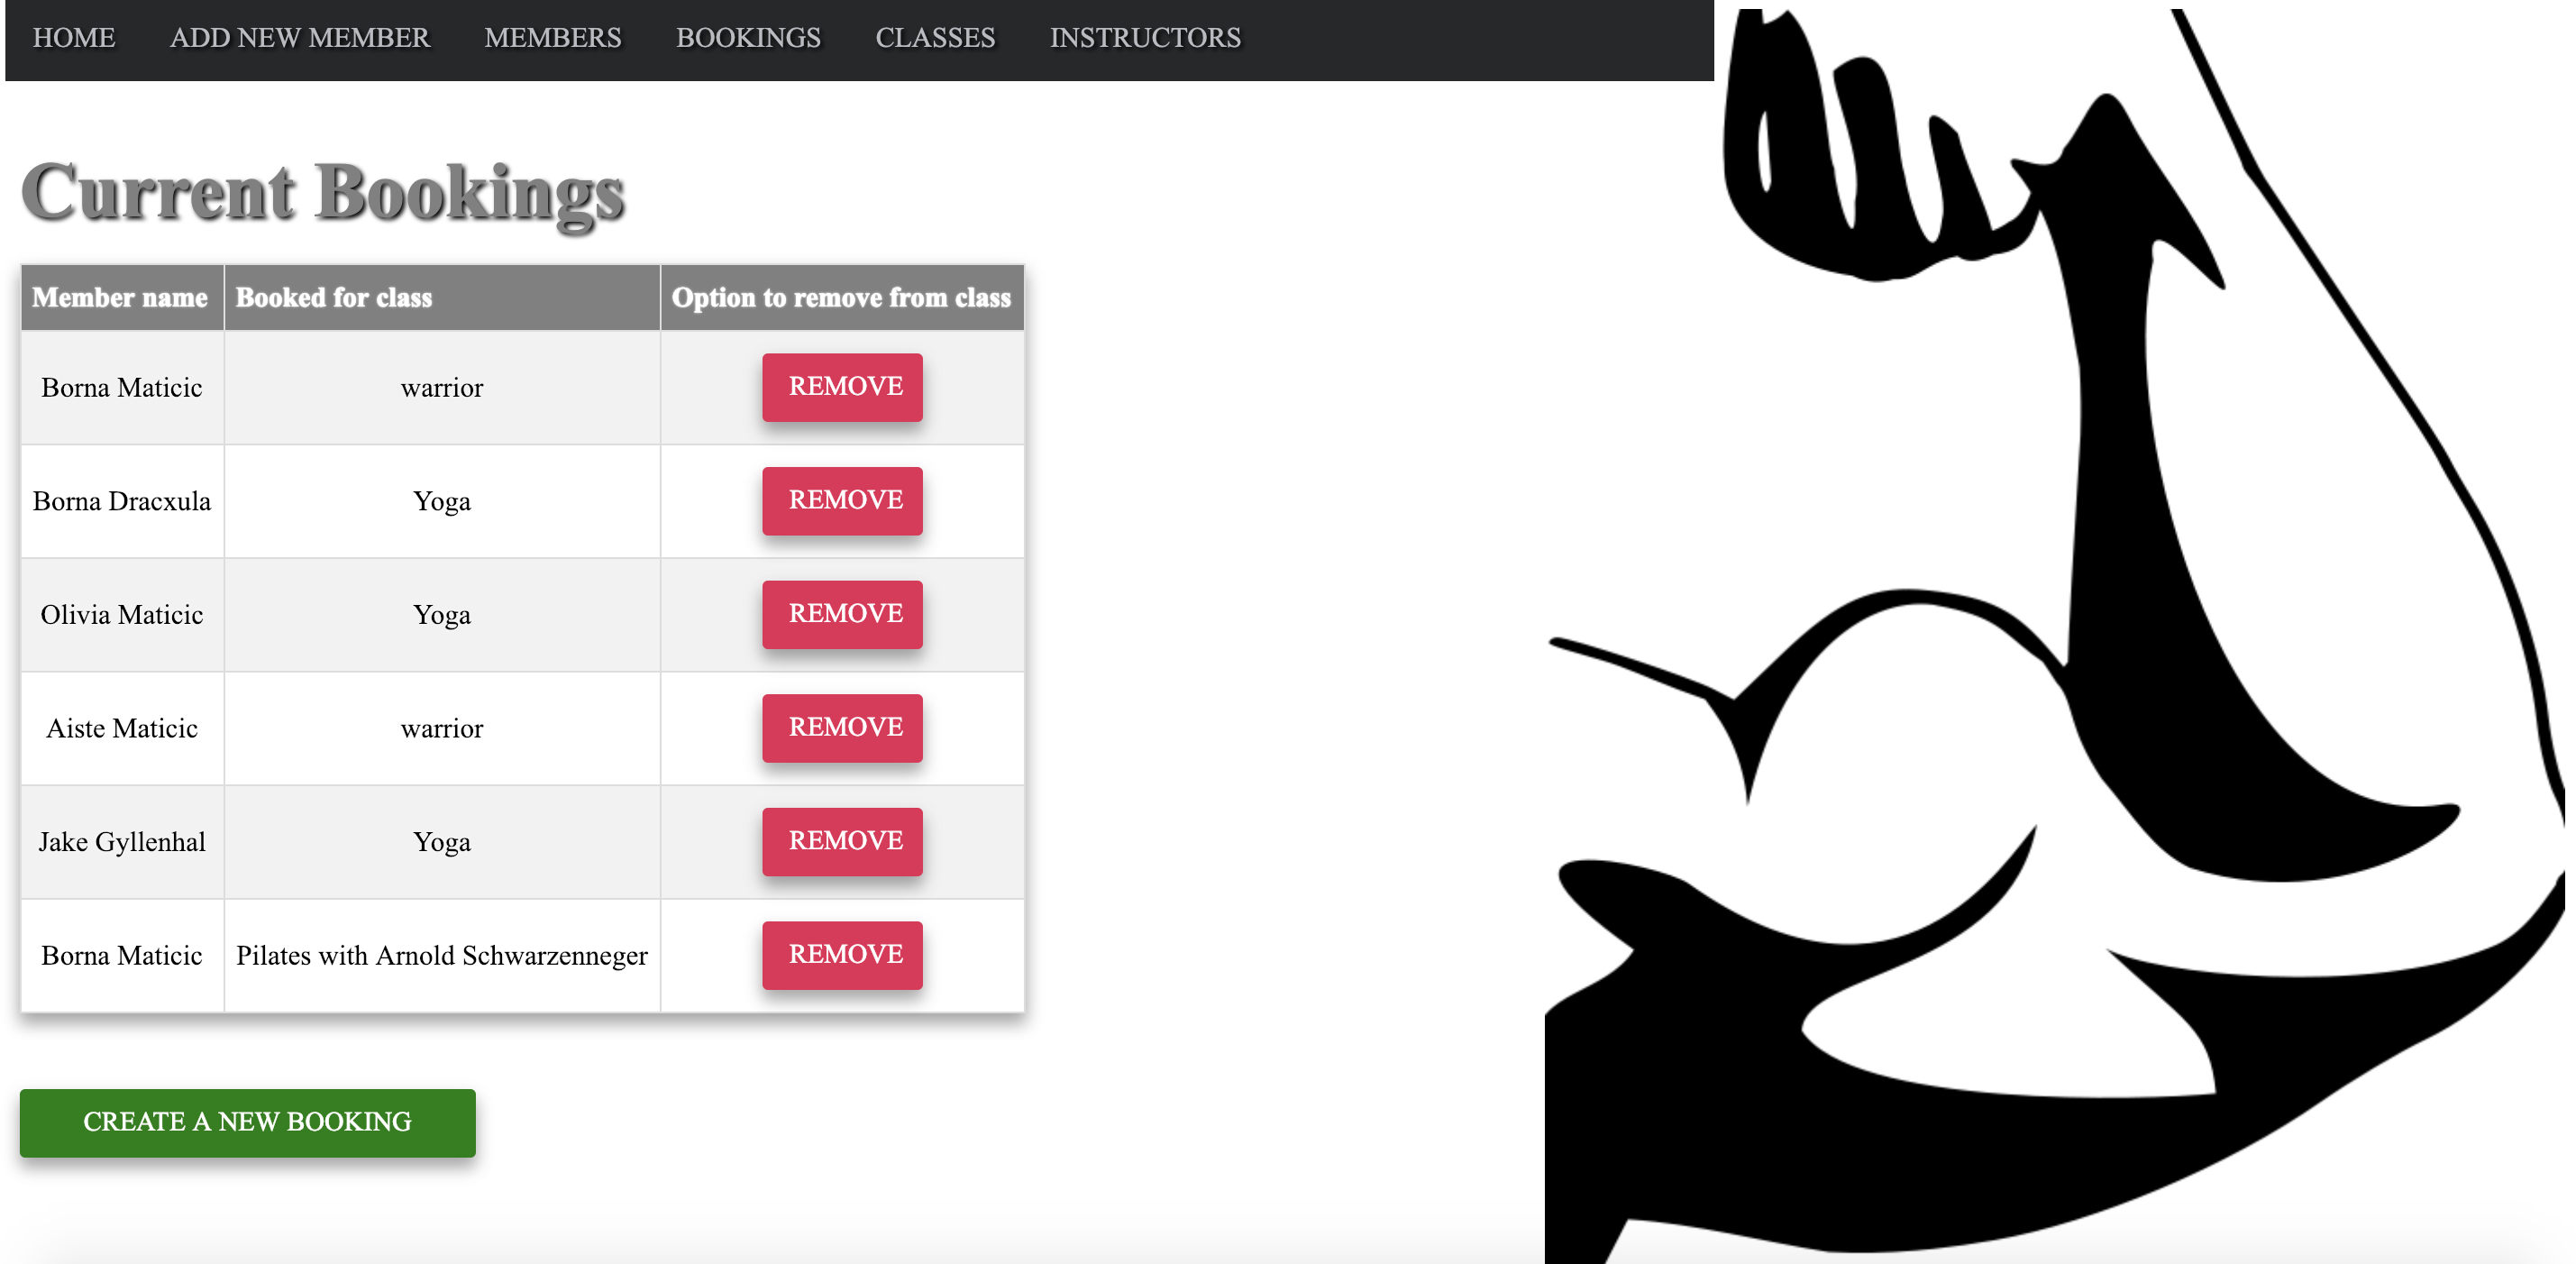 HOME ADD NEW MEMBER MEMBERS BOOKINGS CLASSES INSTRUCTORS
Current Bookings
Member name Booked for class Option to remove from class
Borna Maticic warrior REMOVE
Borna Dracxula Yoga REMOVE
Olivia Maticic Yoga REMOVE
Aiste Maticic warrior REMOVE
Jake Gyllenhal Yoga REMOVE
Borna Maticic Pilates with Arnold Schwarzenneger REMOVE
CREATE A NEW BOOKING